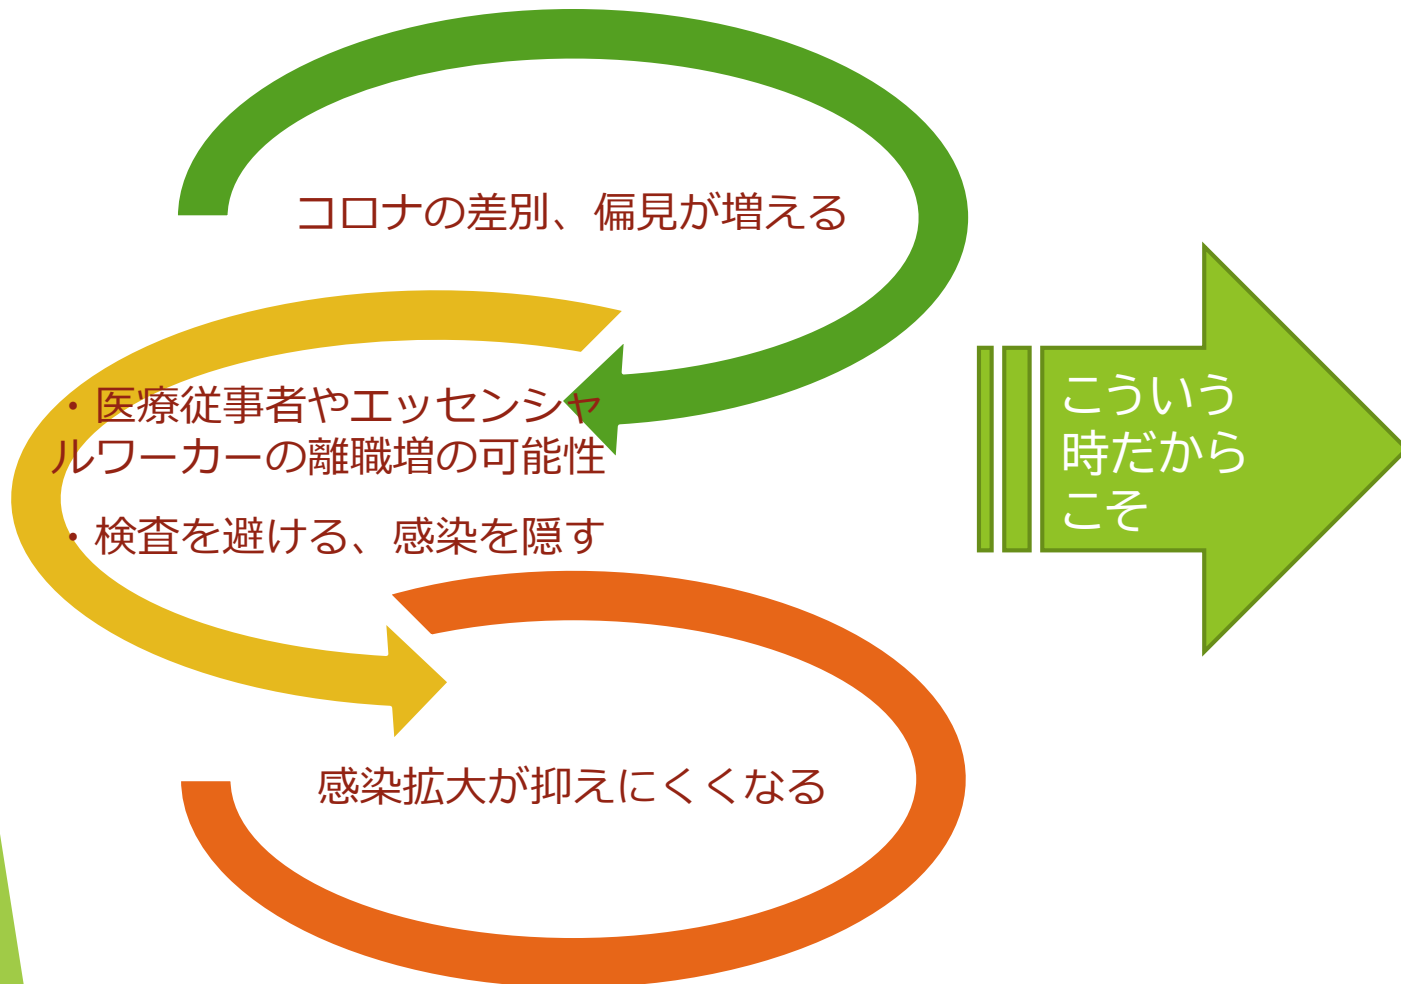 コロナの差別、偏見が増える
・医療従事者やエッセンシャ
ルワーカーの離職増の可能性
・検査を避ける、感染を隠す
感染拡大が抑えにくくなる
こういう
時だから
こそ